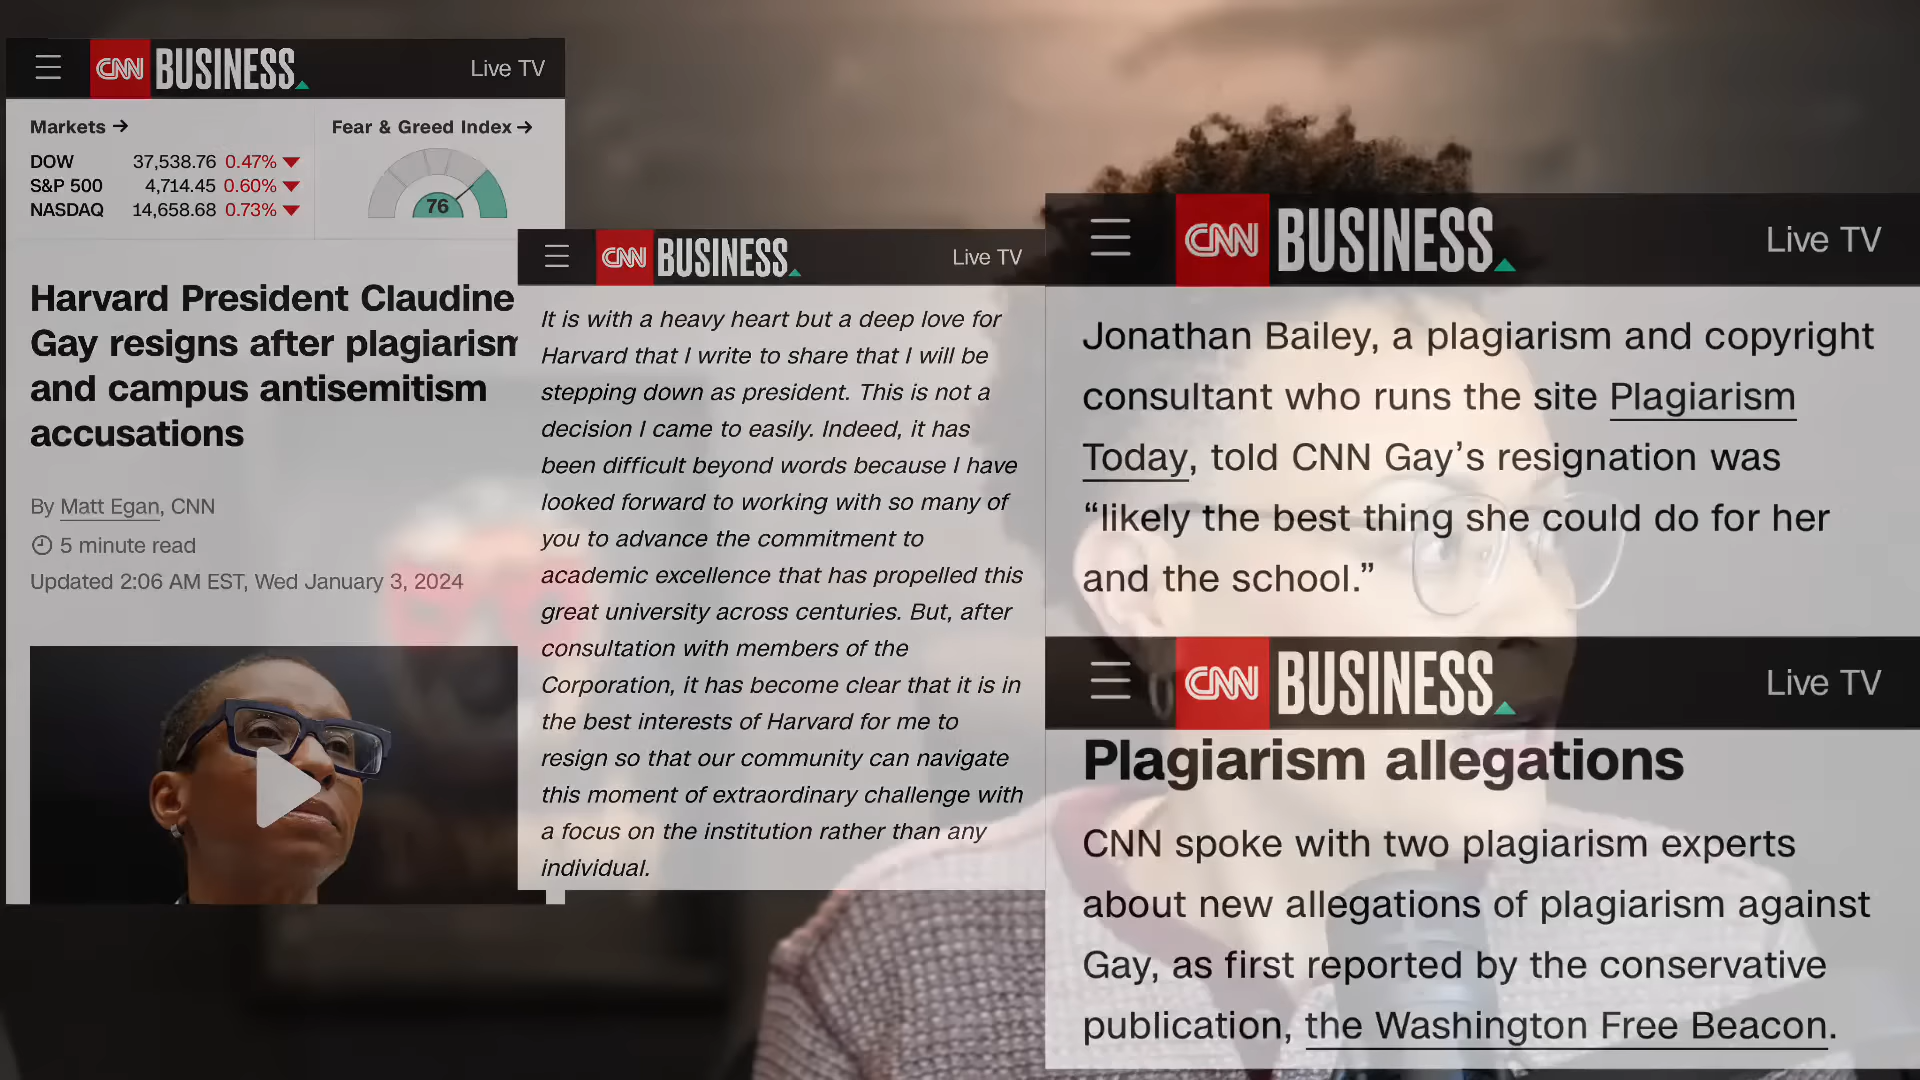 CNN BUSINESS
Live TV
Markets →
Fear & Greed Index →
DOW 37,538.76 0.47%
S&P 500 4,714.45 0.60%
NASDAQ 14,658.68 0.73%
76
Harvard President Claudine
Gay resigns after plagiarism
and campus antisemitism
accusations
By Matt Egan, CNN
5 minute read
Updated 2:06 AM EST, Wed January 3, 2024
CNN BUSINESS
Live TV
It is with a heavy heart but a deep love for
Harvard that I write to share that I will be
stepping down as president. This is not a
decision I came to easily. Indeed, it has
been difficult beyond words because I have
looked forward to working with so many of
you to advance the commitment to
academic excellence that has propelled this
great university across centuries. But, after
consultation with members of the
Corporation, it has become clear that it is in
the best interests of Harvard for me to
resign so that our community can navigate
this moment of extraordinary challenge with
a focus on the institution rather than any
individual.
CNN BUSINESS
Live TV
Jonathan Bailey, a plagiarism and copyright
consultant who runs the site Plagiarism
Today, told CNN Gay’s resignation was
“likely the best thing she could do for her
and the school.”
CNN BUSINESS
Live TV
Plagiarism allegations
CNN spoke with two plagiarism experts
about new allegations of plagiarism against
Gay, as first reported by the conservative
publication, the Washington Free Beacon.